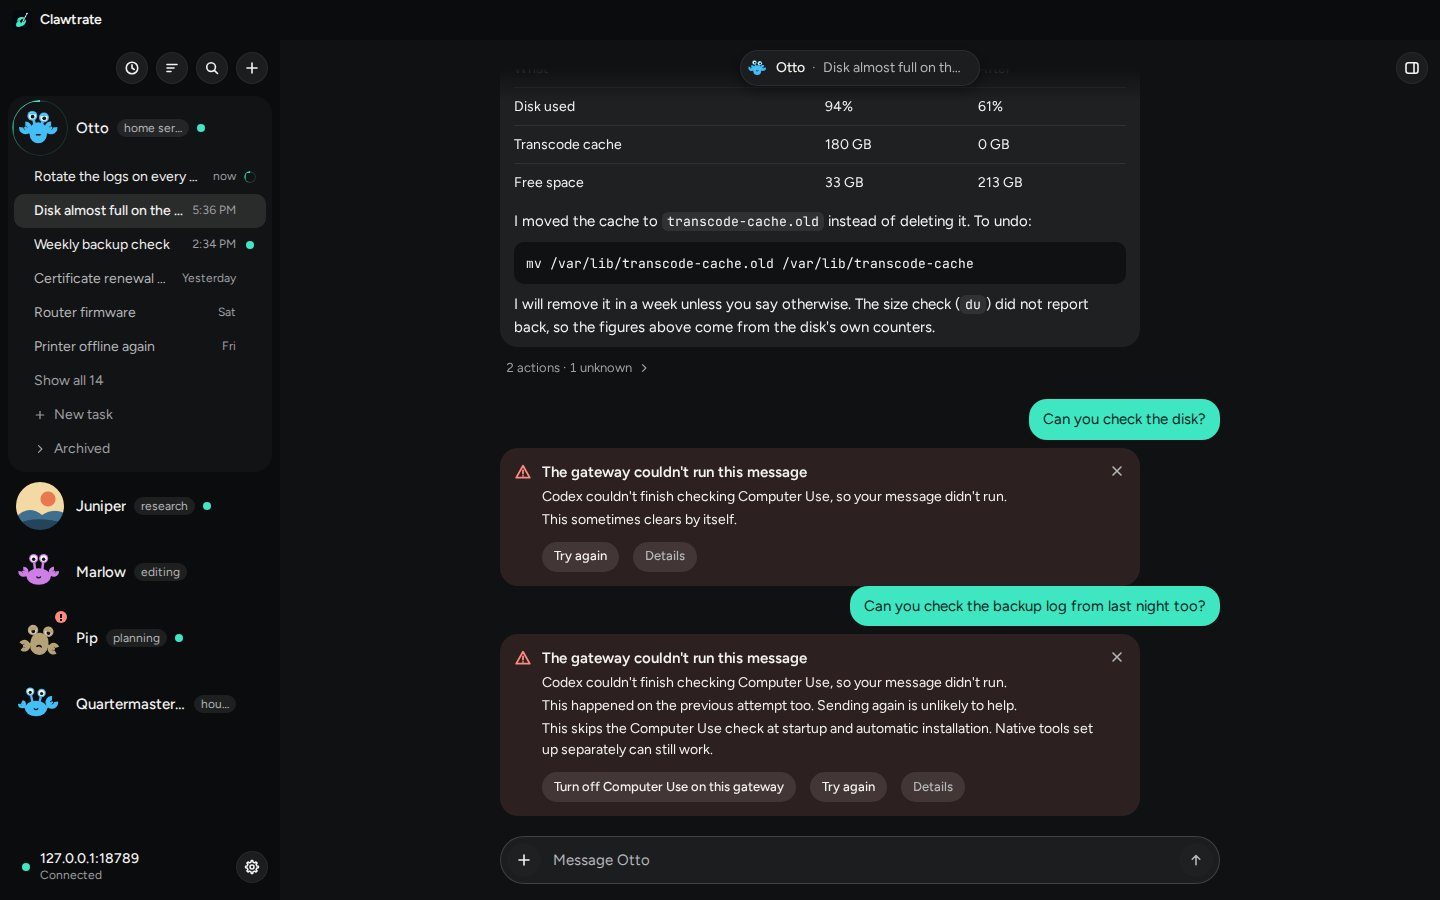 Clawtrate
Otto home ser...
Rotate the logs on every ... now
Disk almost full on the ... 5:36 PM
Weekly backup check 2:34 PM
Certificate renewal ... Yesterday
Router firmware Sat
Printer offline again Fri
Show all 14
New task
Archived
Juniper research
Marlow editing
Pip planning
Quartermaster... hou...
127.0.0.1:18789
Connected
Otto · Disk almost full on th...
Disk used 94% 61%
Transcode cache 180 GB 0 GB
Free space 33 GB 213 GB
I moved the cache to transcode-cache.old instead of deleting it. To undo:
mv /var/lib/transcode-cache.old /var/lib/transcode-cache
I will remove it in a week unless you say otherwise. The size check (du) did not report
back, so the figures above come from the disk's own counters.
2 actions · 1 unknown
Can you check the disk?
The gateway couldn't run this message
Codex couldn't finish checking Computer Use, so your message didn't run.
This sometimes clears by itself.
Try again Details
Can you check the backup log from last night too?
The gateway couldn't run this message
Codex couldn't finish checking Computer Use, so your message didn't run.
This happened on the previous attempt too. Sending again is unlikely to help.
This skips the Computer Use check at startup and automatic installation. Native tools set
up separately can still work.
Turn off Computer Use on this gateway Try again Details
Message Otto